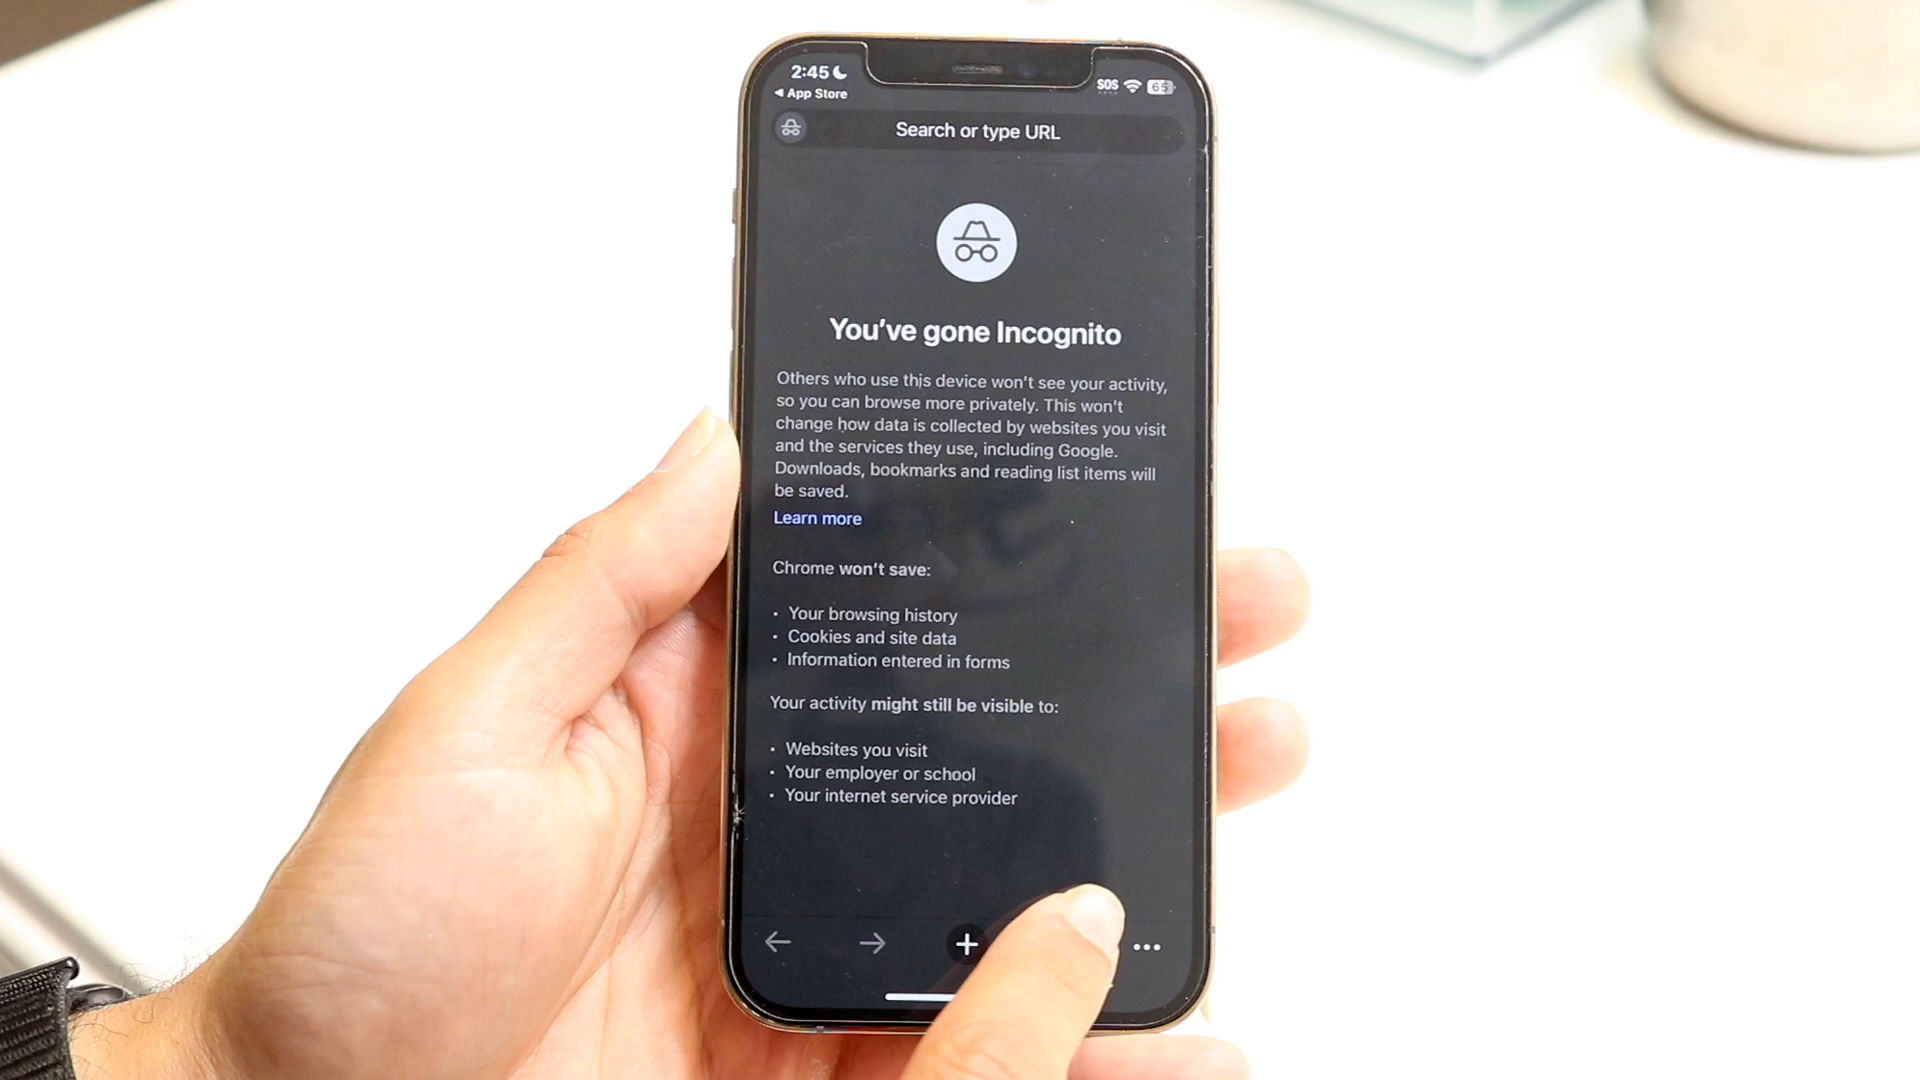 2:45
SOS 65
◀ App Store
Search or type URL
You've gone Incognito
Others who use this device won't see your activity,
so you can browse more privately. This won't
change how data is collected by websites you visit
and the services they use, including Google.
Downloads, bookmarks and reading list items will
be saved.
Learn more
Chrome won't save:
• Your browsing history
• Cookies and site data
• Information entered in forms
Your activity might still be visible to:
• Websites you visit
• Your employer or school
• Your internet service provider